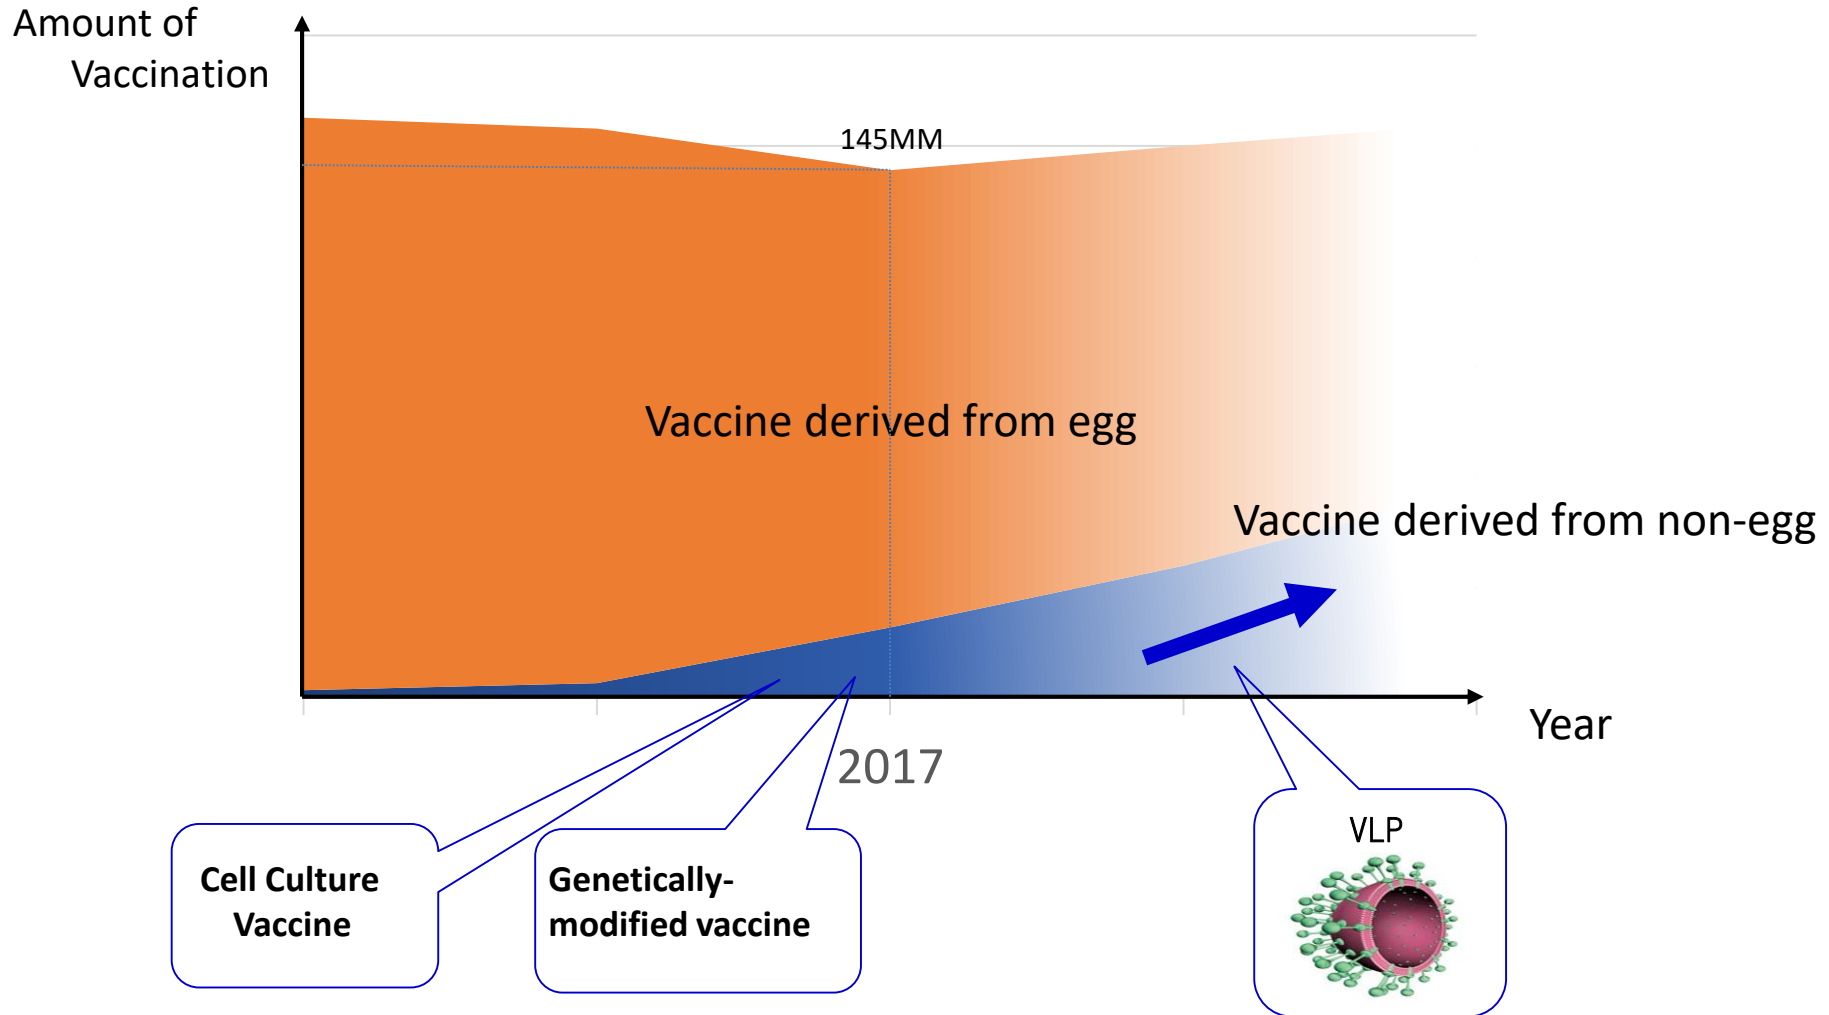 Amount of
Vaccination
145MM
Vaccine derived from egg
Vaccine derived from non-egg
Year
2017
Cell Culture
Vaccine
Genetically-
modified vaccine
VLP